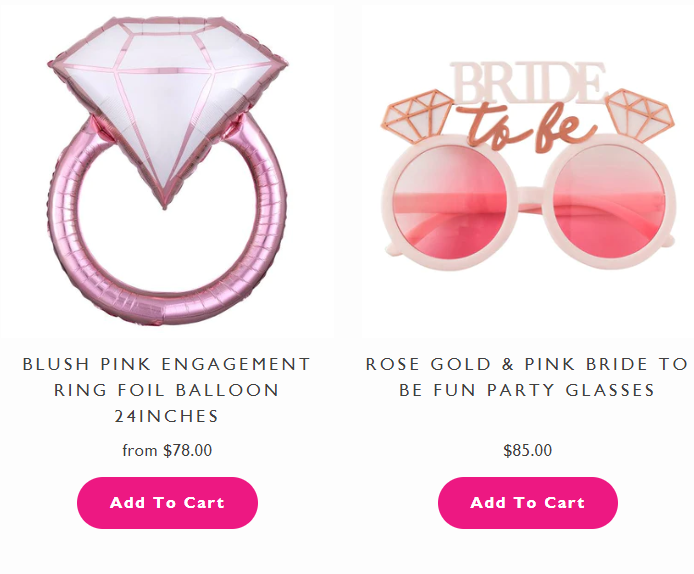 BRIDE
to be
BLUSH PINK ENGAGEMENT
RING FOIL BALLOON
24INCHES
from $78.00
Add To Cart
ROSE GOLD & PINK BRIDE TO
BE FUN PARTY GLASSES
$85.00
Add To Cart